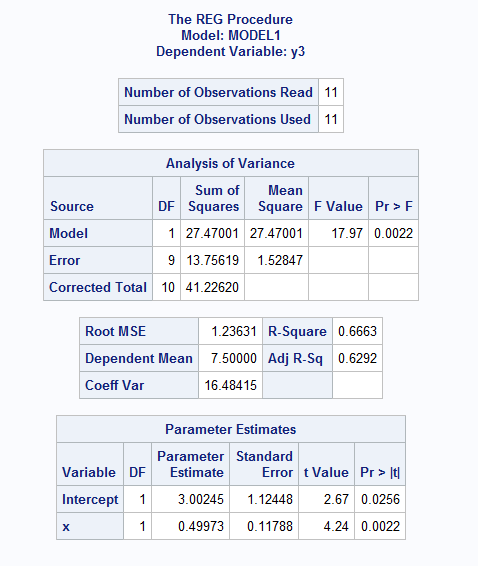 The REG Procedure
Model: MODEL1
Dependent Variable: y3
Number of Observations Read 11
Number of Observations Used 11
Analysis of Variance
Source DF Sum of Squares Mean Square F Value Pr > F
Model 1 27.47001 27.47001 17.97 0.0022
Error 9 13.75619 1.52847
Corrected Total 10 41.22620
Root MSE 1.23631 R-Square 0.6663
Dependent Mean 7.50000 Adj R-Sq 0.6292
Coeff Var 16.48415
Parameter Estimates
Variable DF Parameter Estimate Standard Error t Value Pr > |t|
Intercept 1 3.00245 1.12448 2.67 0.0256
x 1 0.49973 0.11788 4.24 0.0022